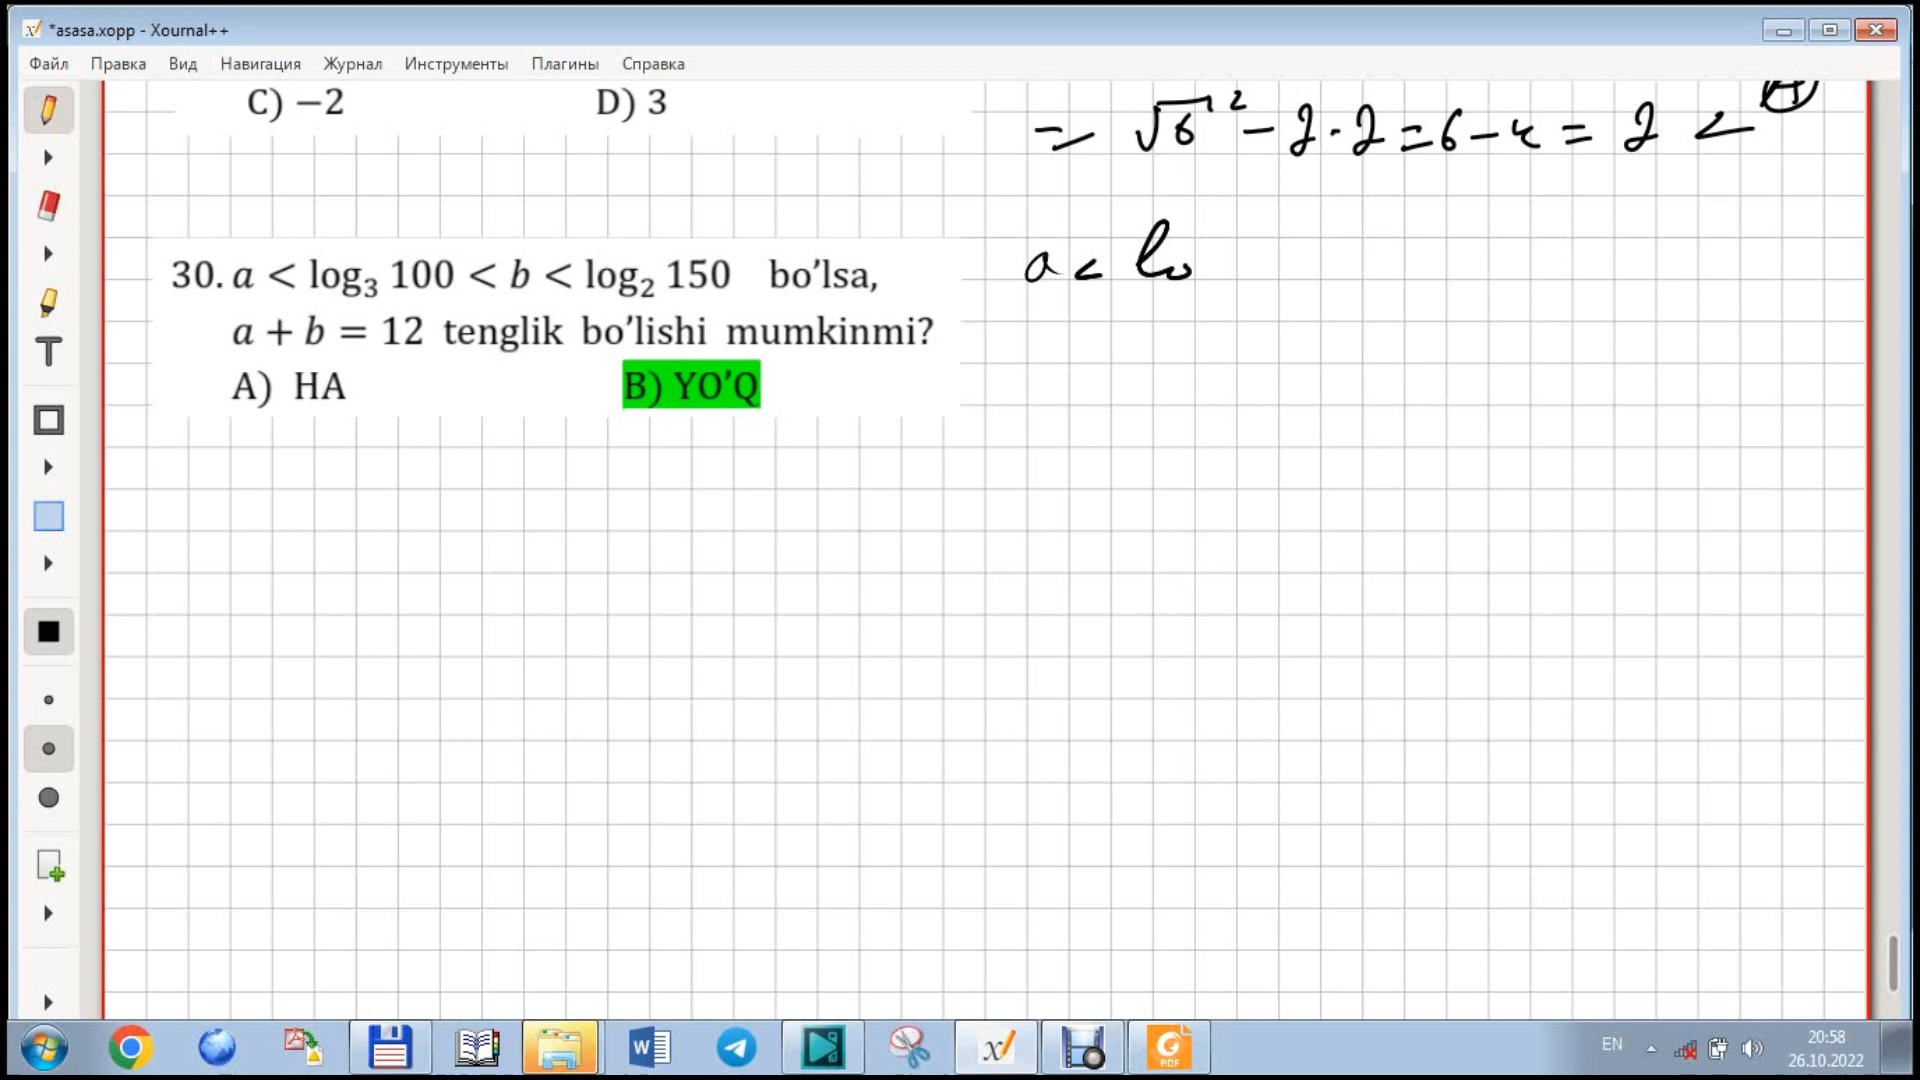 *asasa.xopp - Xournal++
Файл Правка Вид Навигация Журнал Инструменты Плагины Справка
C) −2 D) 3
= √6² − 2 · 2 = 6 − 4 = 2
30. a < log₃ 100 < b < log₂ 150 bo’lsa,
a + b = 12 tenglik bo’lishi mumkinmi?
A) HA B) YO’Q
a < lo
EN
20:58
26.10.2022
PDF